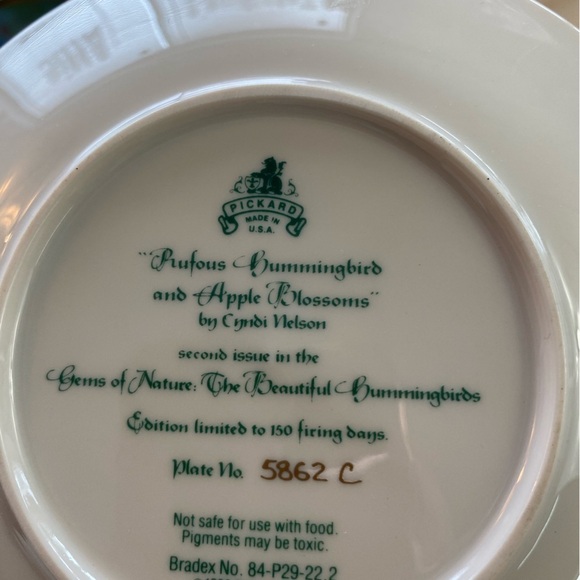 PICKARD
MADE IN
U.S.A.
"Rufous Hummingbird
and Apple Blossoms"
by Cyndi Nelson
second issue in the
Gems of Nature: The Beautiful Hummingbirds
Edition limited to 150 firing days.
Plate No. 5862 C
Not safe for use with food.
Pigments may be toxic.
Bradex No. 84-P29-22.2